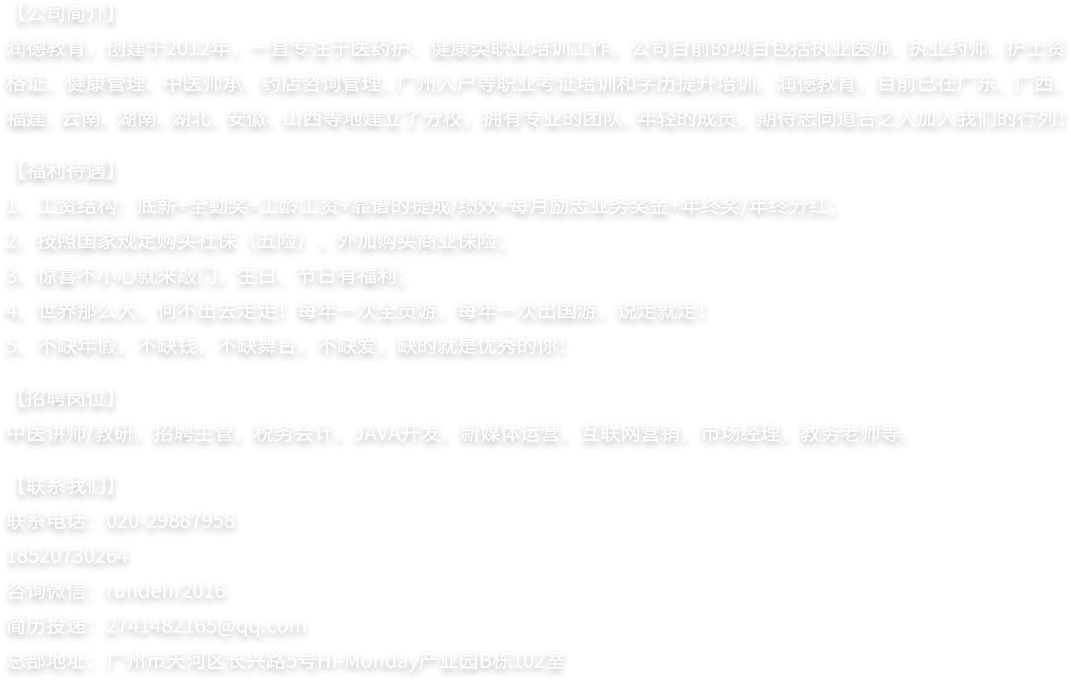 【公司简介】
润德教育，创建于2012年，一直专注于医药护、健康类职业培训工作。公司目前的项目包括执业医师、执业药师、护士资
格证、健康管理、中医师承、药店咨询管理、广州入户等职业考证培训和学历提升培训。润德教育，目前已在广东、广西、
福建、云南、湖南、湖北、安徽、山西等地建立了分校，拥有专业的团队、年轻的成员，期待志同道合之人加入我们的行列！
【福利待遇】
1、工资结构：底薪+全勤奖+工龄工资+靠谱的提成/绩效+每月励志业务奖金+年终奖/年终分红；
2、按照国家规定购买社保（五险），外加购买商业保险；
3、惊喜不小心就来敲门，生日、节日有福利；
4、世界那么大，何不出去走走！每年一次全员游，每年一次出国游，说走就走！
5、不缺年假，不缺钱，不缺舞台，不缺爱，缺的就是优秀的你！
【招聘岗位】
中医讲师/教研，招聘主管，税务会计，JAVA开发，新媒体运营，互联网营销，市场经理，教务老师等。
【联系我们】
联系电话：020-29887958
18520730264
咨询微信：rundehr2016
简历投递：2741482165@qq.com
总部地址：广州市天河区长兴路5号Hi-Monday产业园B栋102室